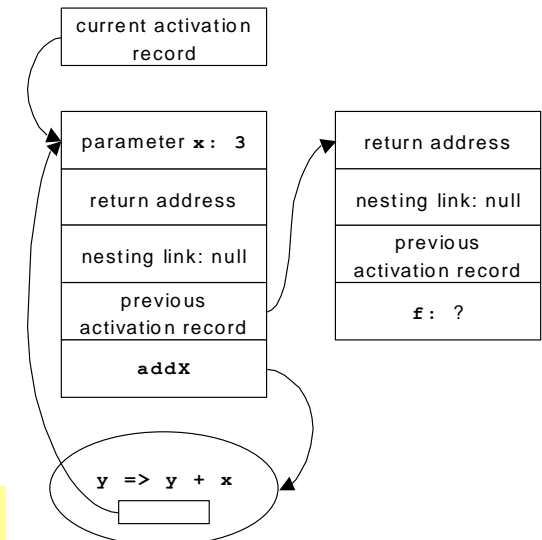 current activation
record
parameter x: 3
return address
nesting link: null
previous
activation record
addX
return address
nesting link: null
previous
activation record
f: ?
y => y + x